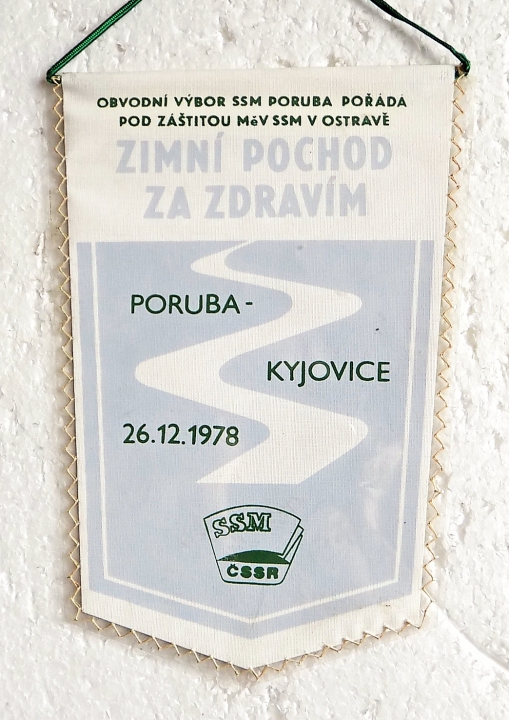 OBVODNÍ VÝBOR SSM PORUBA POŘÁDÁ
POD ZÁŠTITOU MěV SSM V OSTRAVĚ
ZIMNÍ POCHOD
ZA ZDRAVÍM
PORUBA-
KYJOVICE
26.12.1978
SSM
ČSSR